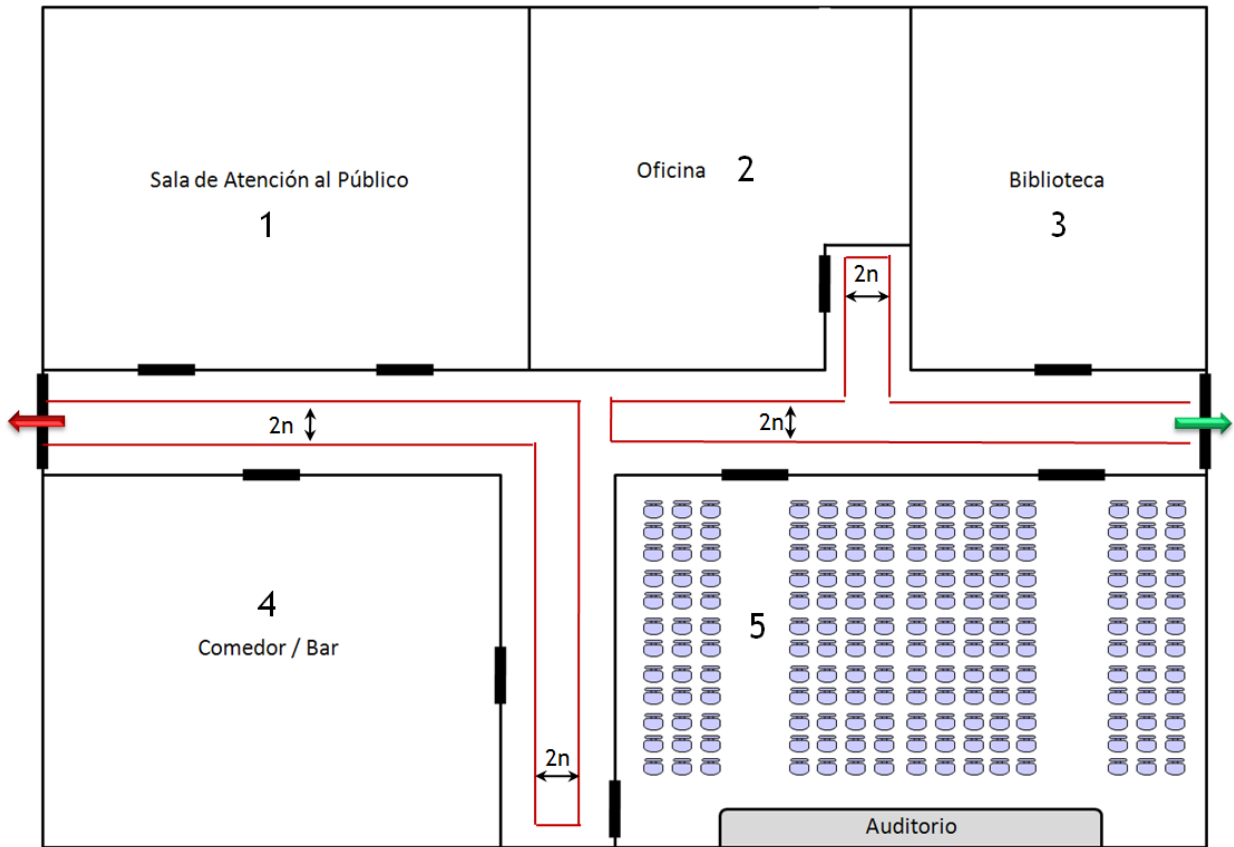 Sala de Atención al Público
1
Oficina 2
Biblioteca
3
2n
2n
2n
4
Comedor / Bar
5
2n
Auditorio